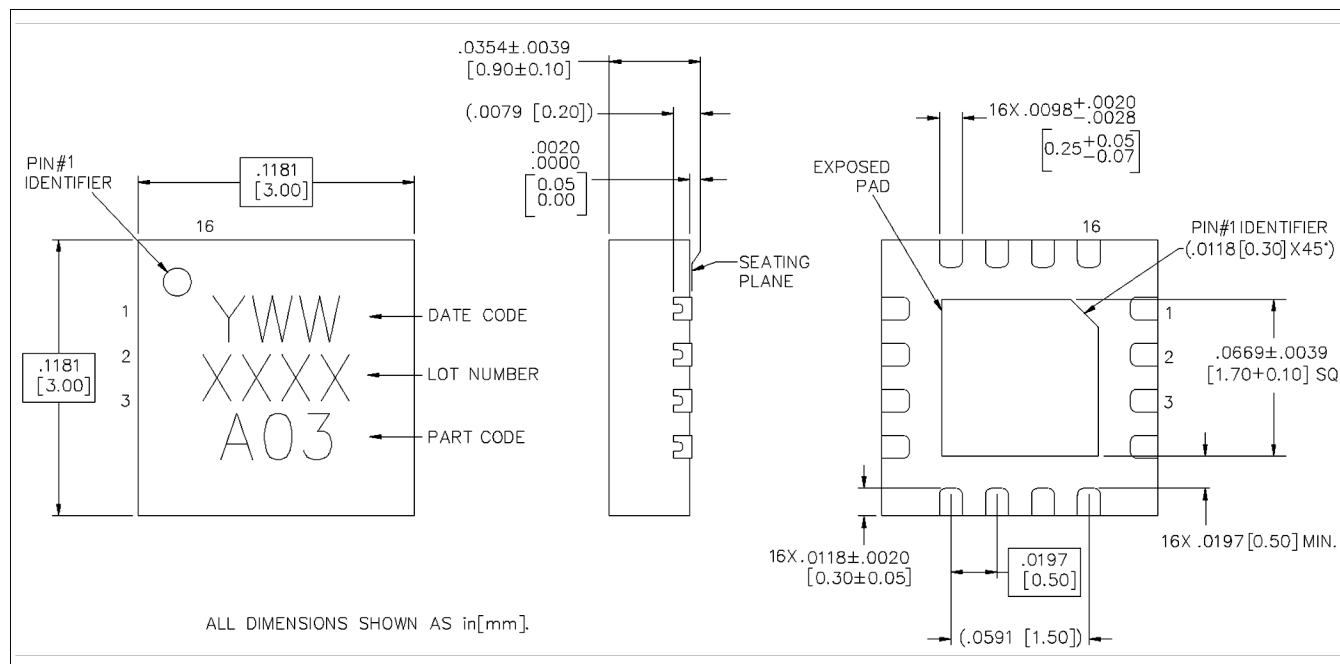 .0354±.0039
[0.90±0.10]
(.0079 [0.20])
.0020
.0000
[0.05
0.00]
PIN#1
IDENTIFIER
.1181
[3.00]
16
1
2
3
.1181
[3.00]
YWW
XXXX
A03
DATE CODE
LOT NUMBER
PART CODE
SEATING
PLANE
16X .0098+.0020
-.0028
[0.25+0.05
-0.07]
EXPOSED
PAD
16
PIN#1 IDENTIFIER
(.0118[0.30]X45°)
1
2
3
.0669±.0039
[1.70+0.10] SQ
16X .0118±.0020
[0.30±0.05]
.0197
[0.50]
16X .0197[0.50] MIN.
(.0591 [1.50])
ALL DIMENSIONS SHOWN AS in[mm].